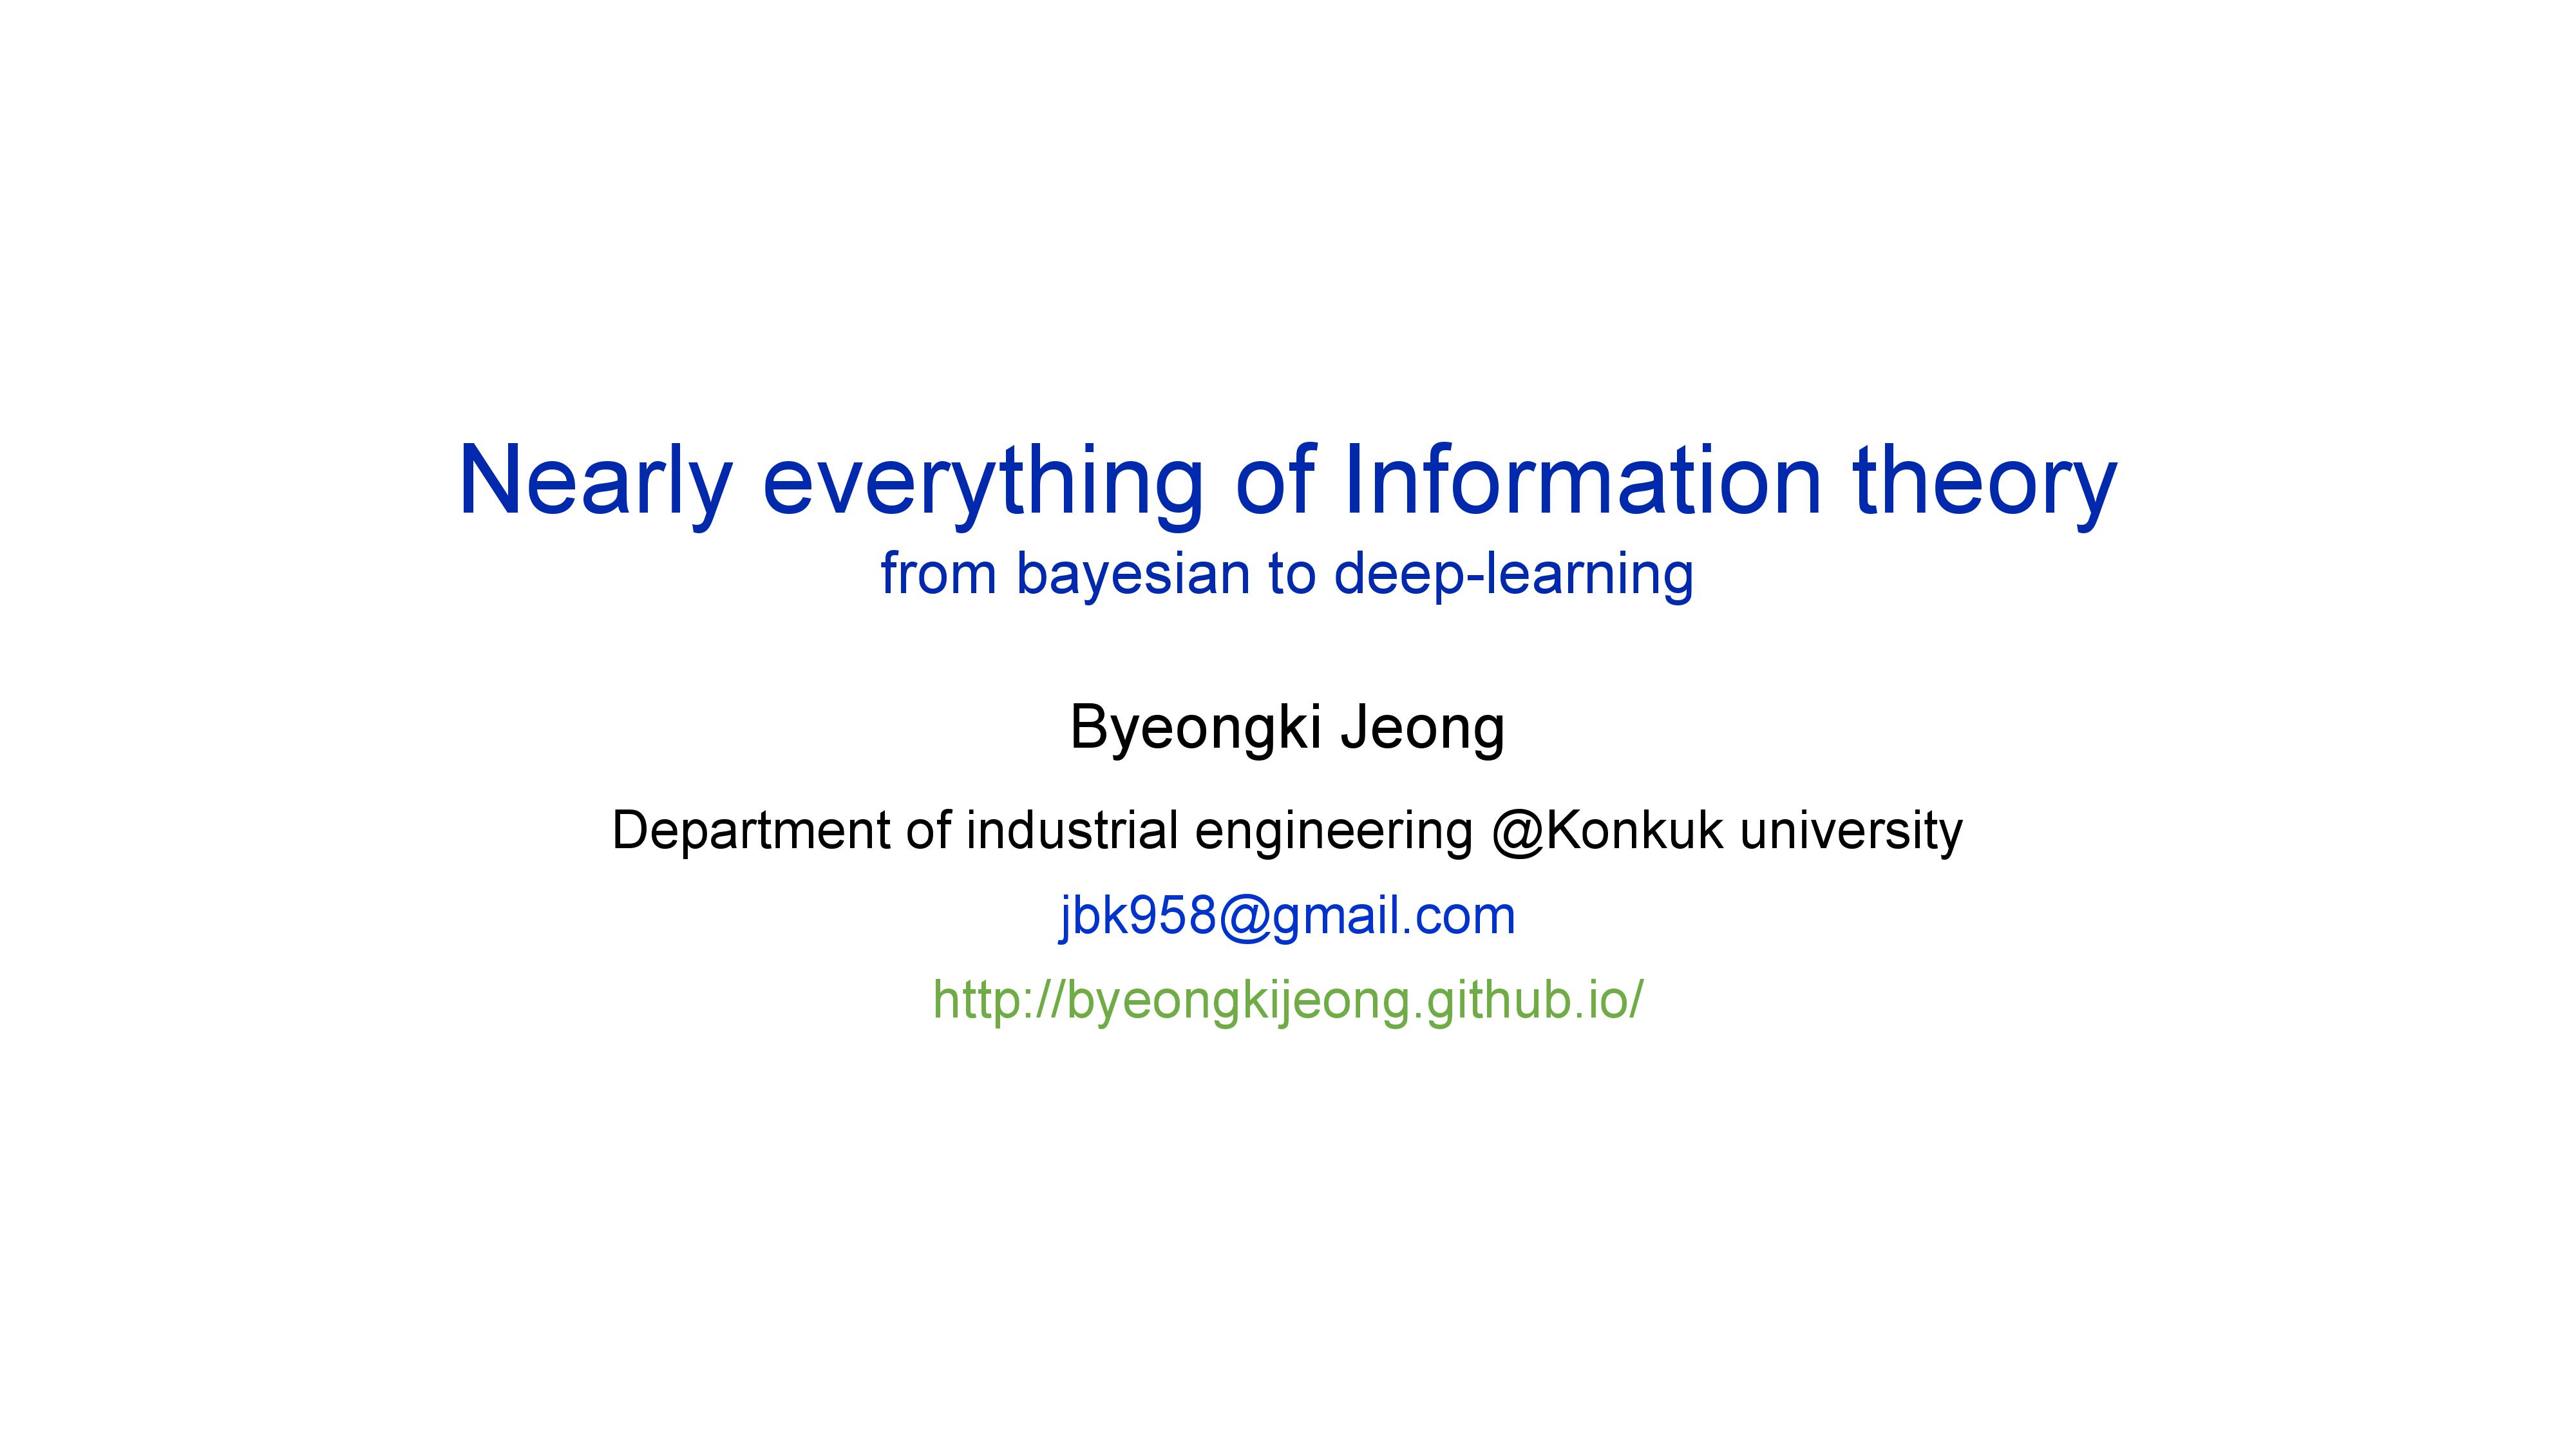 Nearly everything of Information theory
from bayesian to deep-learning
Byeongki Jeong
Department of industrial engineering @Konkuk university
jbk958@gmail.com
http://byeongkijeong.github.io/